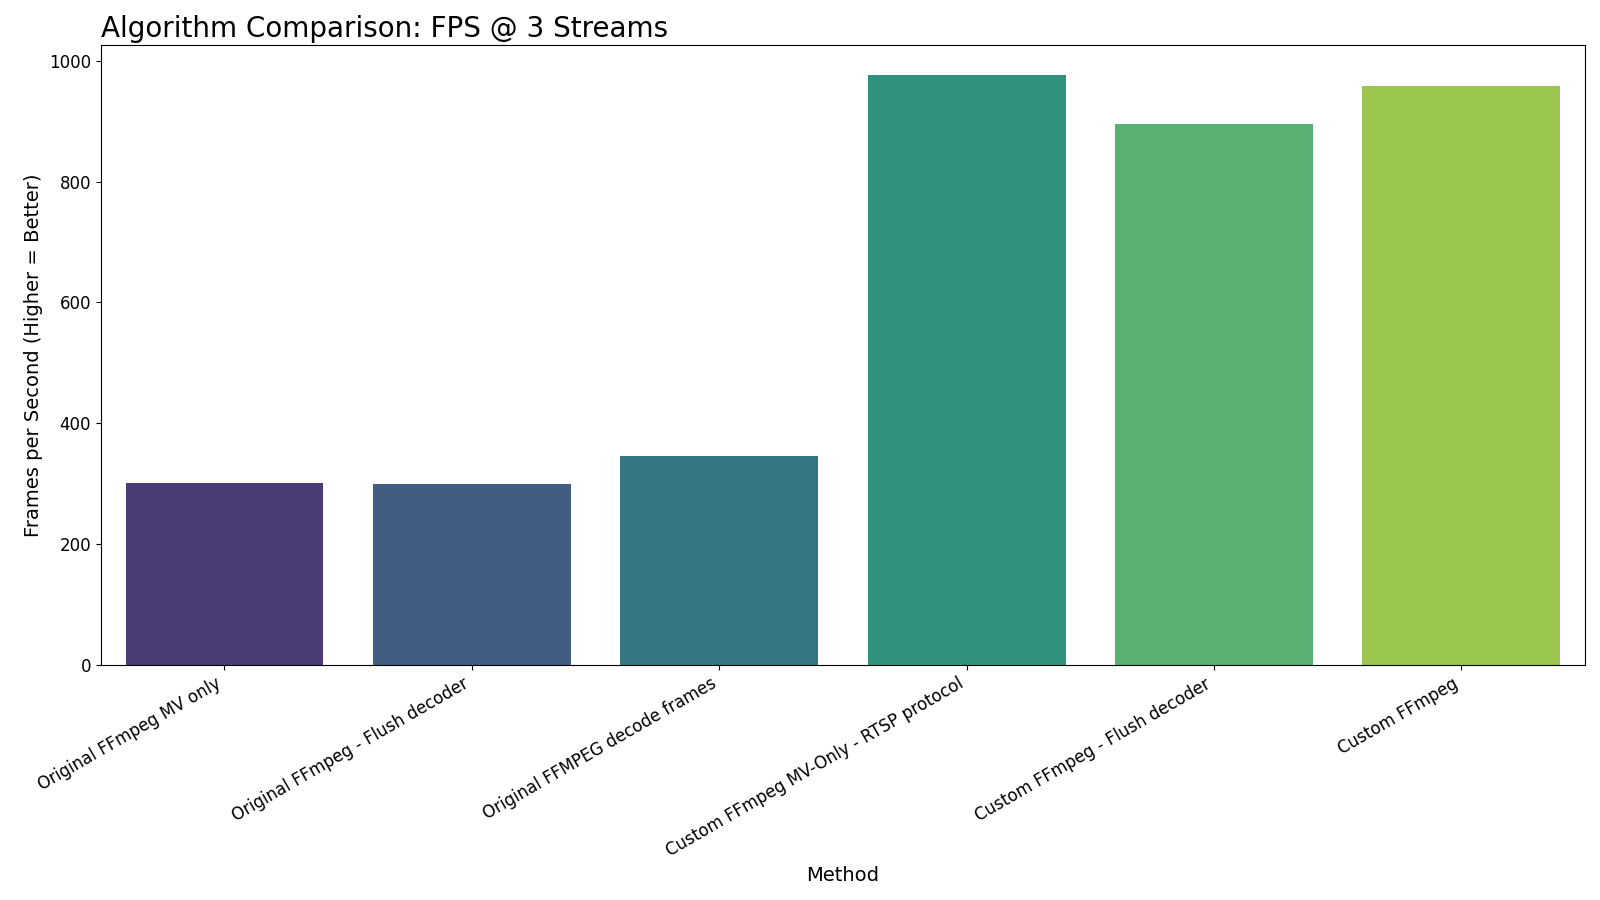 Algorithm Comparison: FPS @ 3 Streams
Frames per Second (Higher = Better)
1000
800
600
400
200
0
Original FFmpeg MV only
Original FFmpeg - Flush decoder
Original FFMPEG decode frames
Custom FFmpeg MV-Only - RTSP protocol
Custom FFmpeg - Flush decoder
Custom FFmpeg
Method